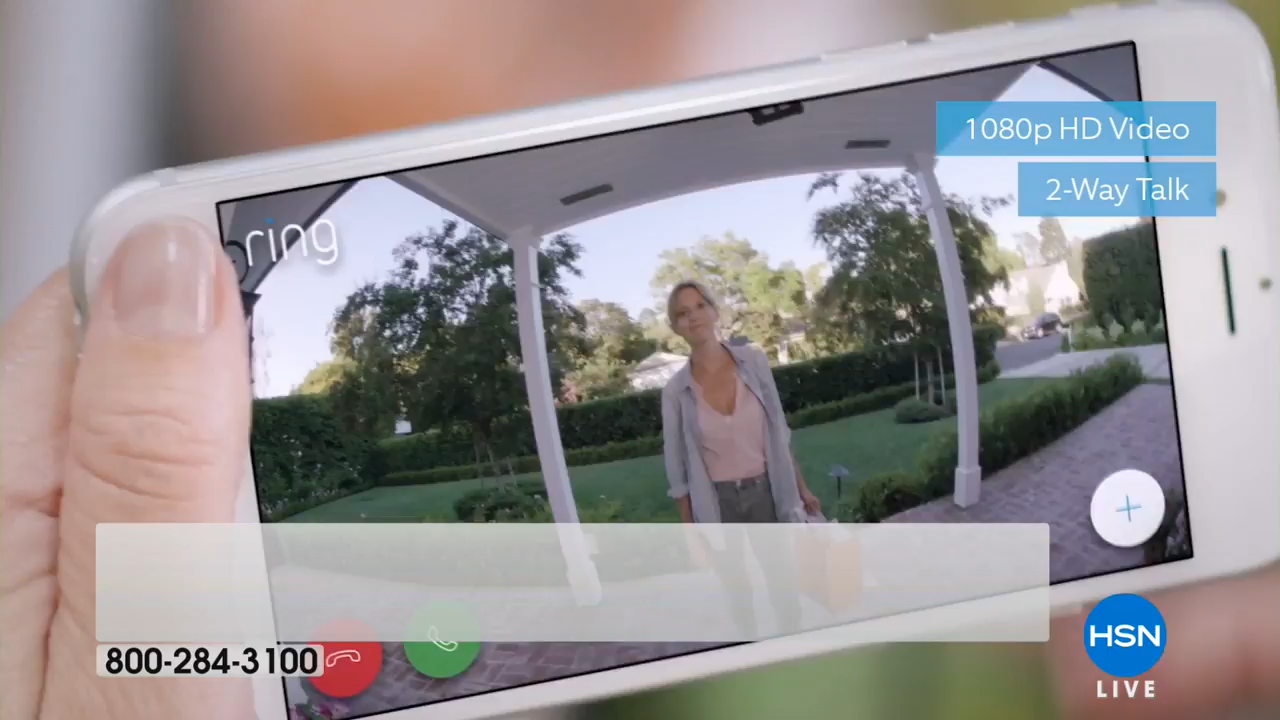 1080p HD Video
2-Way Talk
ring
800-284-3100
HSN
LIVE